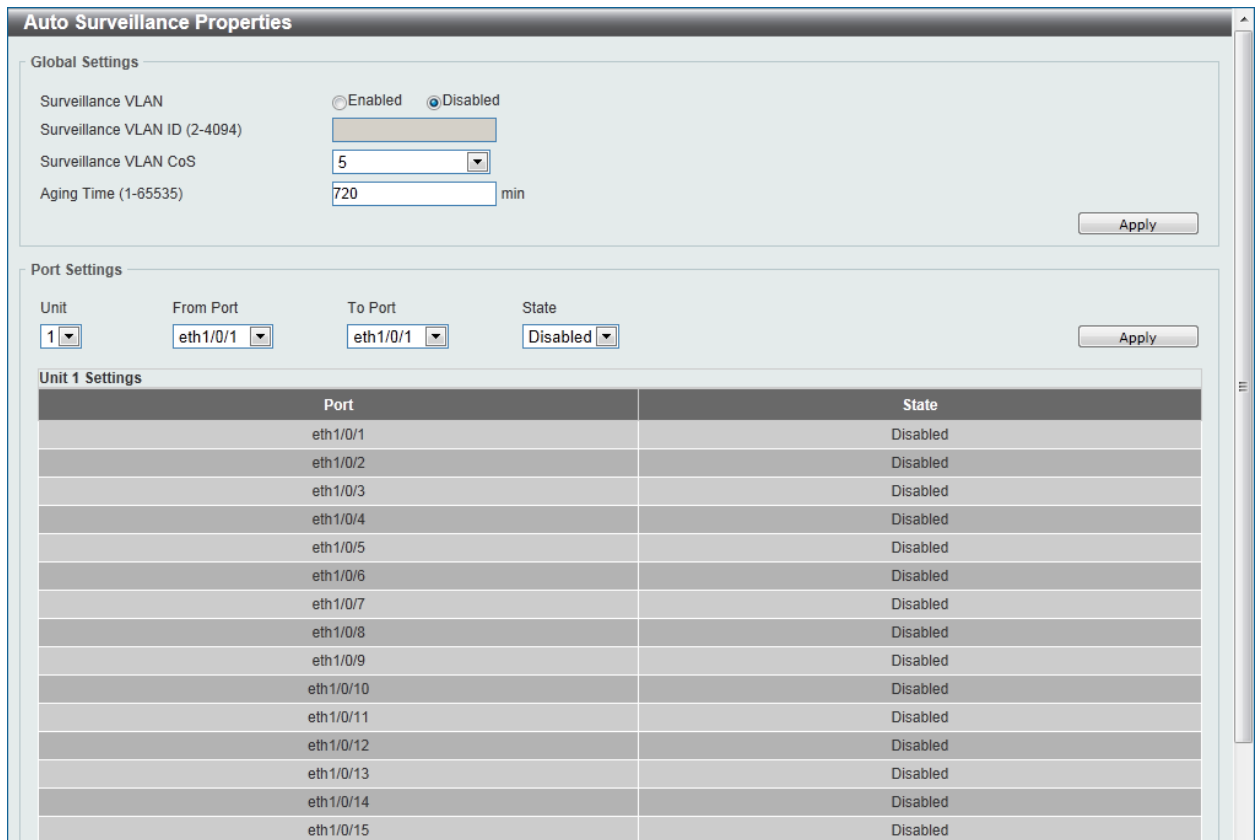 Auto Surveillance Properties
Global Settings
Surveillance VLAN Enabled Disabled
Surveillance VLAN ID (2-4094)
Surveillance VLAN CoS 5
Aging Time (1-65535) 720 min
Apply
Port Settings
Unit From Port To Port State
1 eth1/0/1 eth1/0/1 Disabled Apply
Unit 1 Settings
Port State
eth1/0/1 Disabled
eth1/0/2 Disabled
eth1/0/3 Disabled
eth1/0/4 Disabled
eth1/0/5 Disabled
eth1/0/6 Disabled
eth1/0/7 Disabled
eth1/0/8 Disabled
eth1/0/9 Disabled
eth1/0/10 Disabled
eth1/0/11 Disabled
eth1/0/12 Disabled
eth1/0/13 Disabled
eth1/0/14 Disabled
eth1/0/15 Disabled